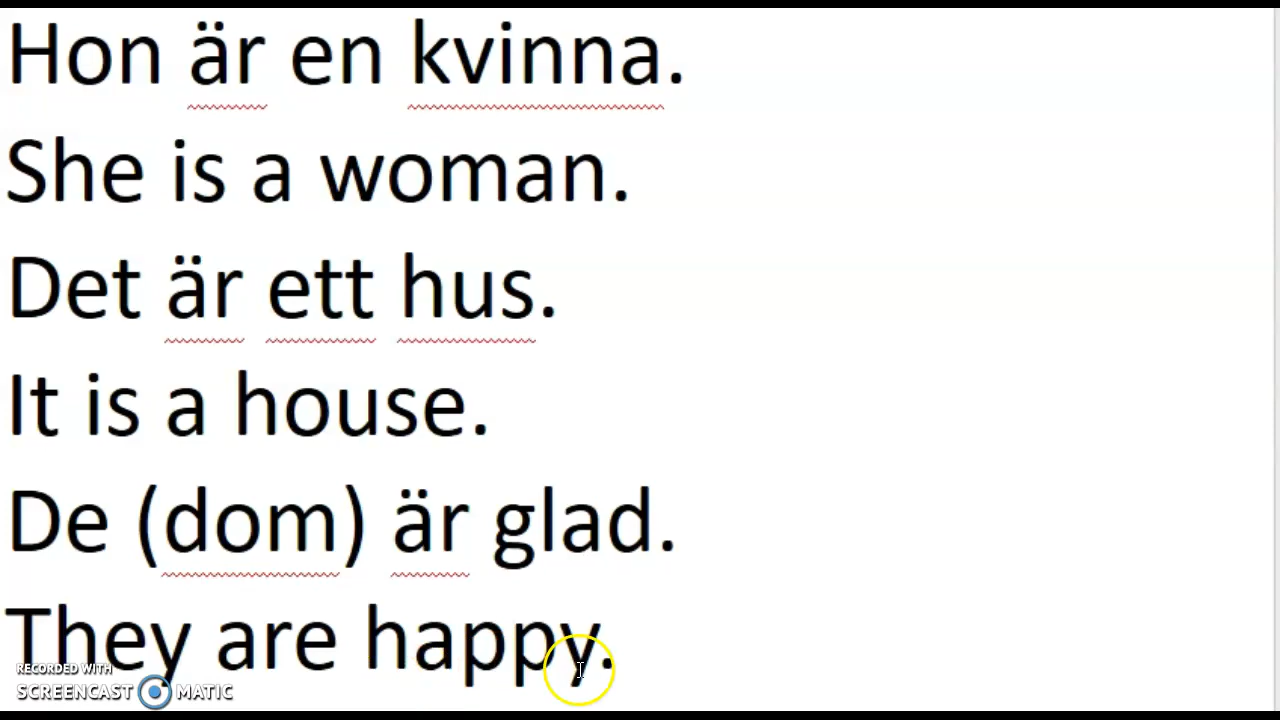 Hon är en kvinna.
She is a woman.
Det är ett hus.
It is a house.
De (dom) är glad.
They are happy.
RECORDED WITH
SCREENCAST MATIC